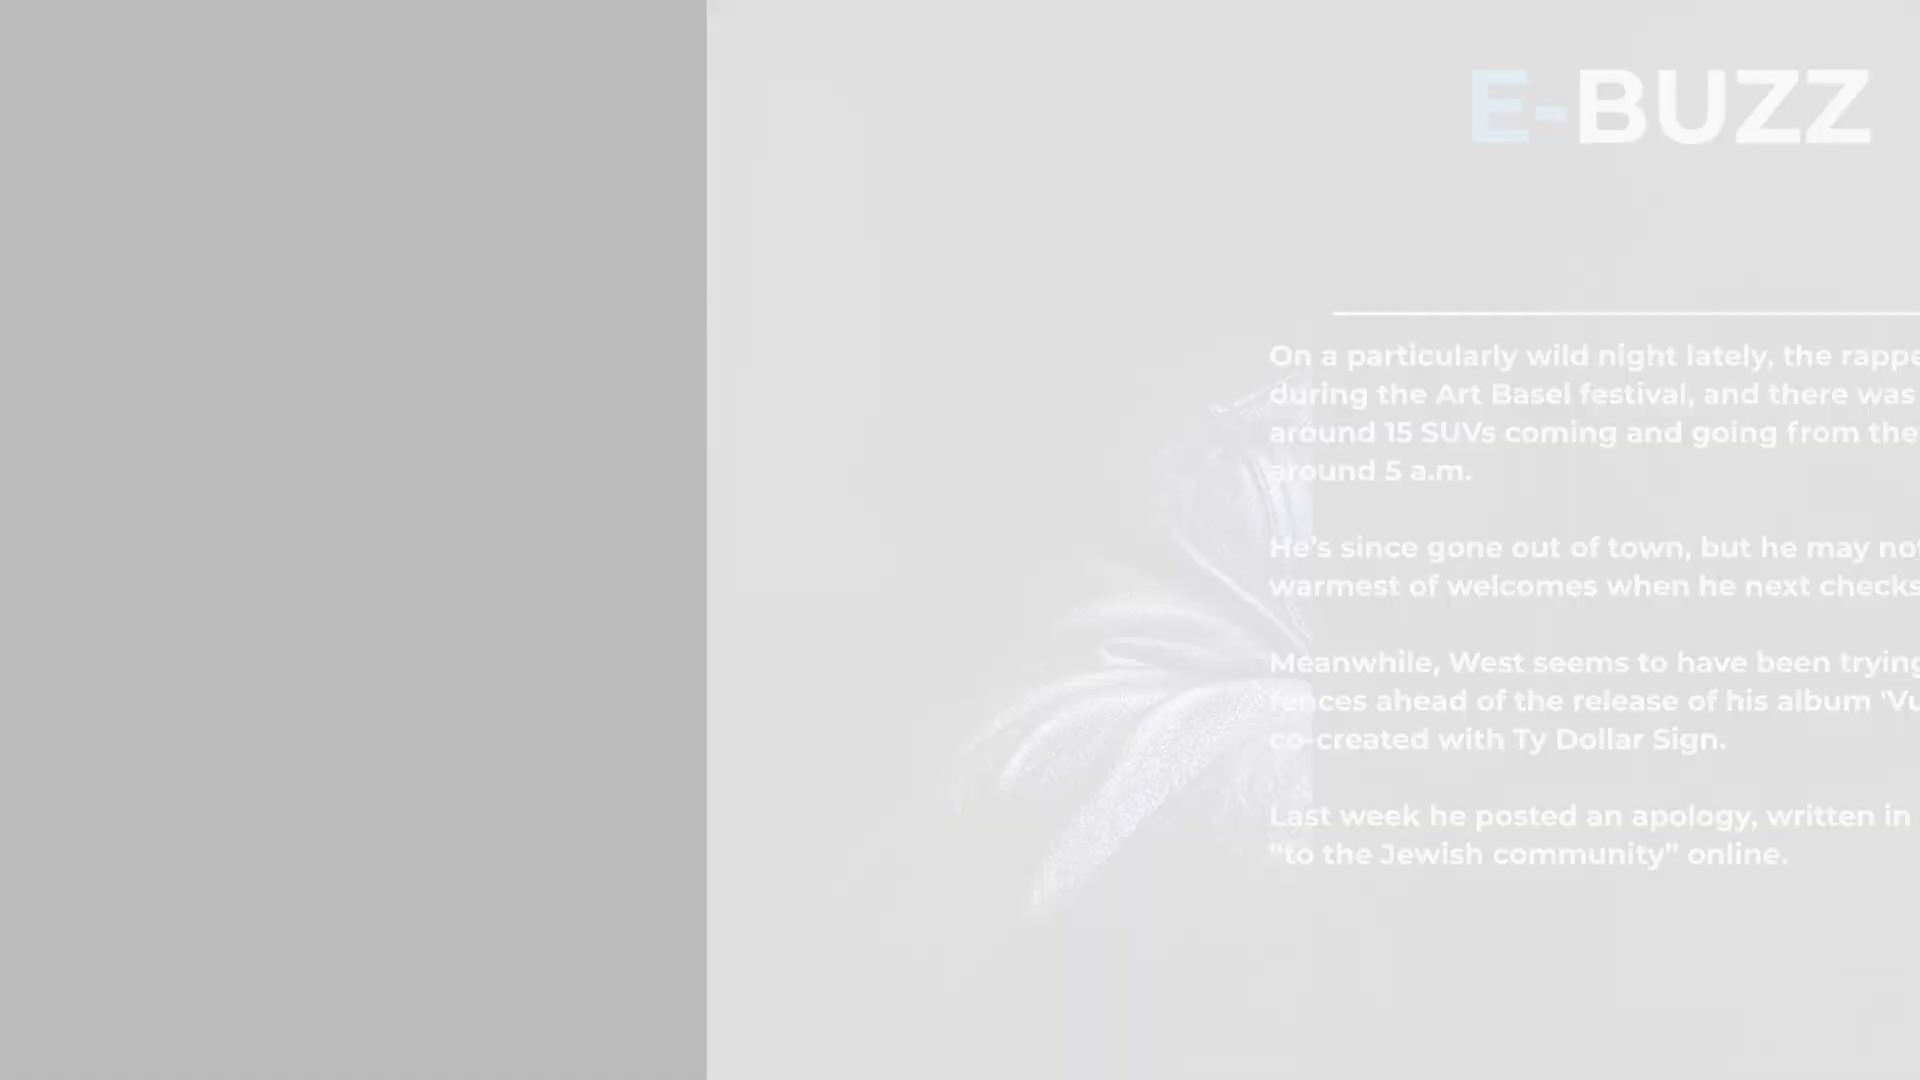 E-BUZZ
On a particularly wild night lately, the
during the Art Basel festival, and there was
around 15 SUVs coming and going from the
around 5 a.m.
He's since gone out of town, but he may
warmest of welcomes when he next checks
Meanwhile, West seems to have been trying
fences ahead of the release of his album
co-created with Ty Dollar Sign.
Last week he posted an apology, written in
“to the Jewish community” online.